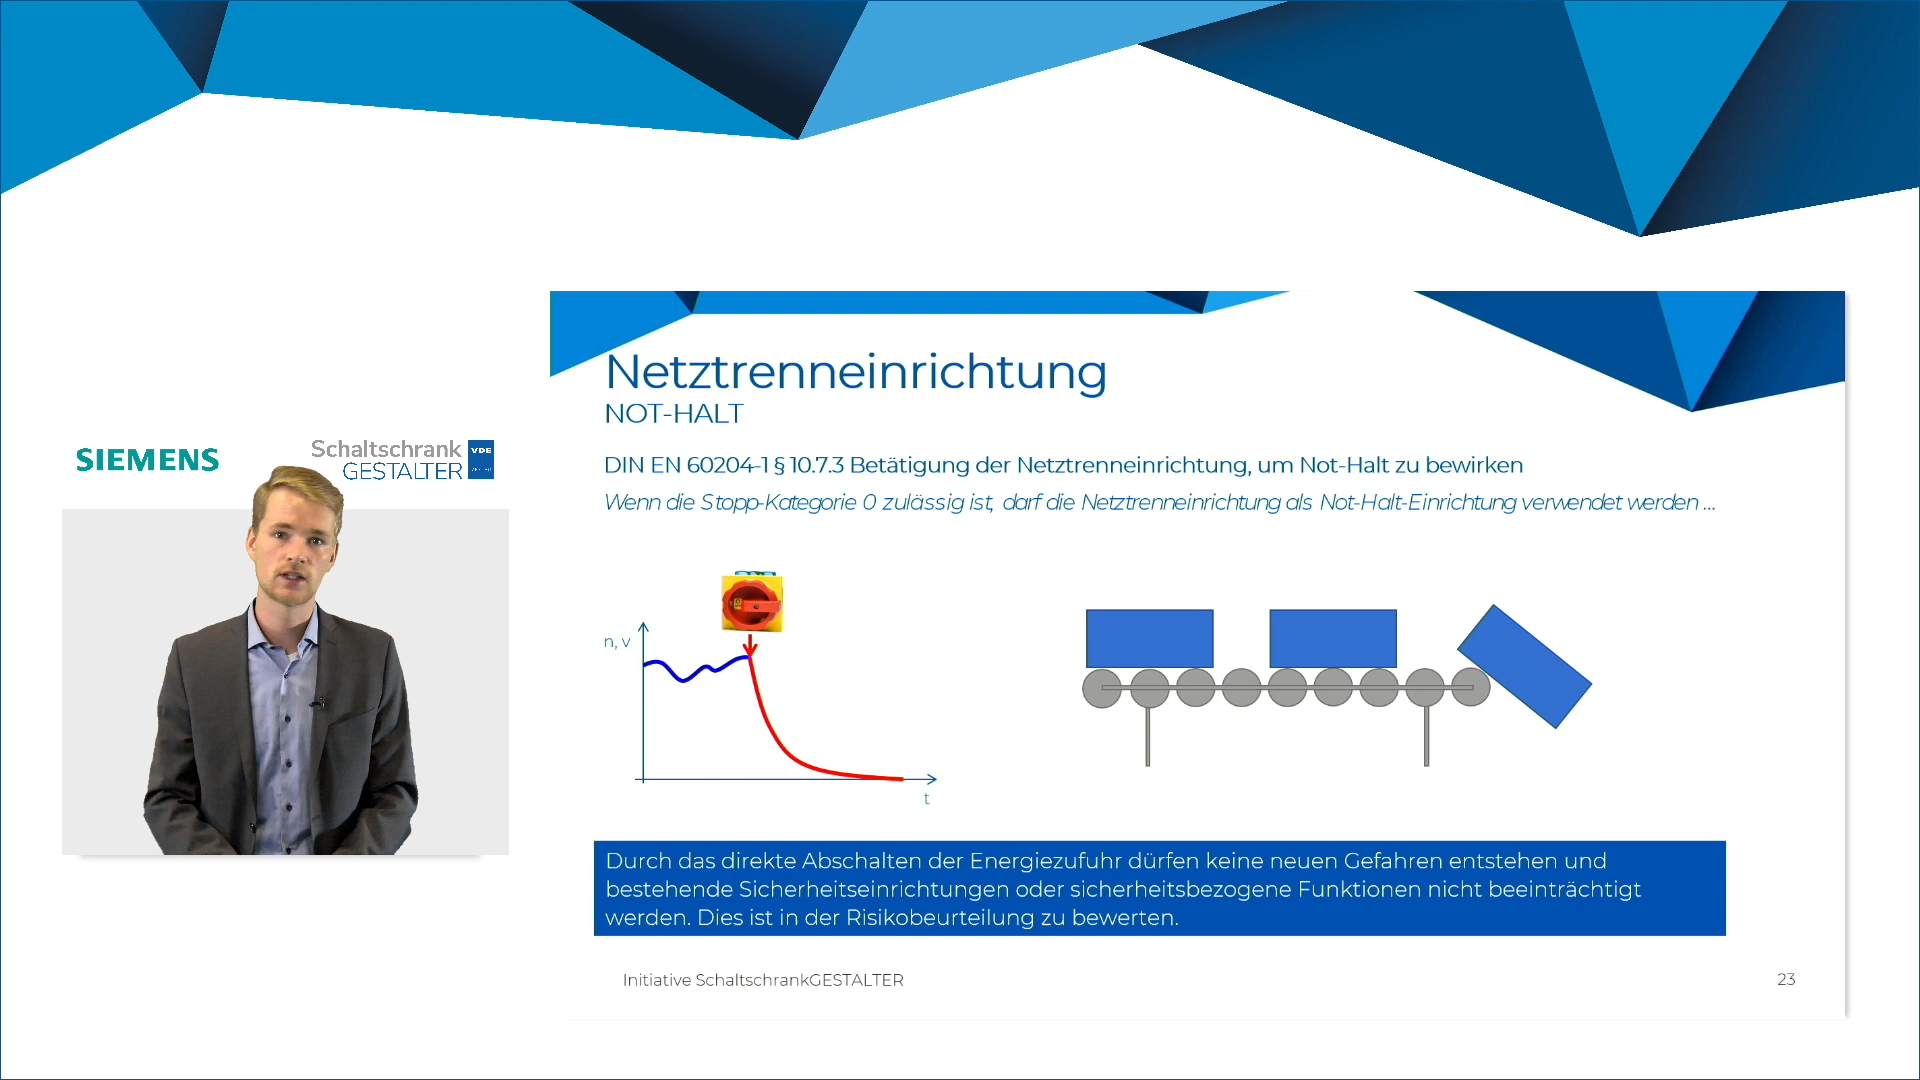 SIEMENS
Schaltschrank
GESTALTER
VDE
Netztrenneinrichtung
NOT-HALT
DIN EN 60204-1 § 10.7.3 Betätigung der Netztrenneinrichtung, um Not-Halt zu bewirken
Wenn die Stopp-Kategorie 0 zulässig ist, darf die Netztrenneinrichtung als Not-Halt-Einrichtung verwendet werden ...
n, v
t
Durch das direkte Abschalten der Energiezufuhr dürfen keine neuen Gefahren entstehen und
bestehende Sicherheitseinrichtungen oder sicherheitsbezogene Funktionen nicht beeinträchtigt
werden. Dies ist in der Risikobeurteilung zu bewerten.
Initiative SchaltschrankGESTALTER
23